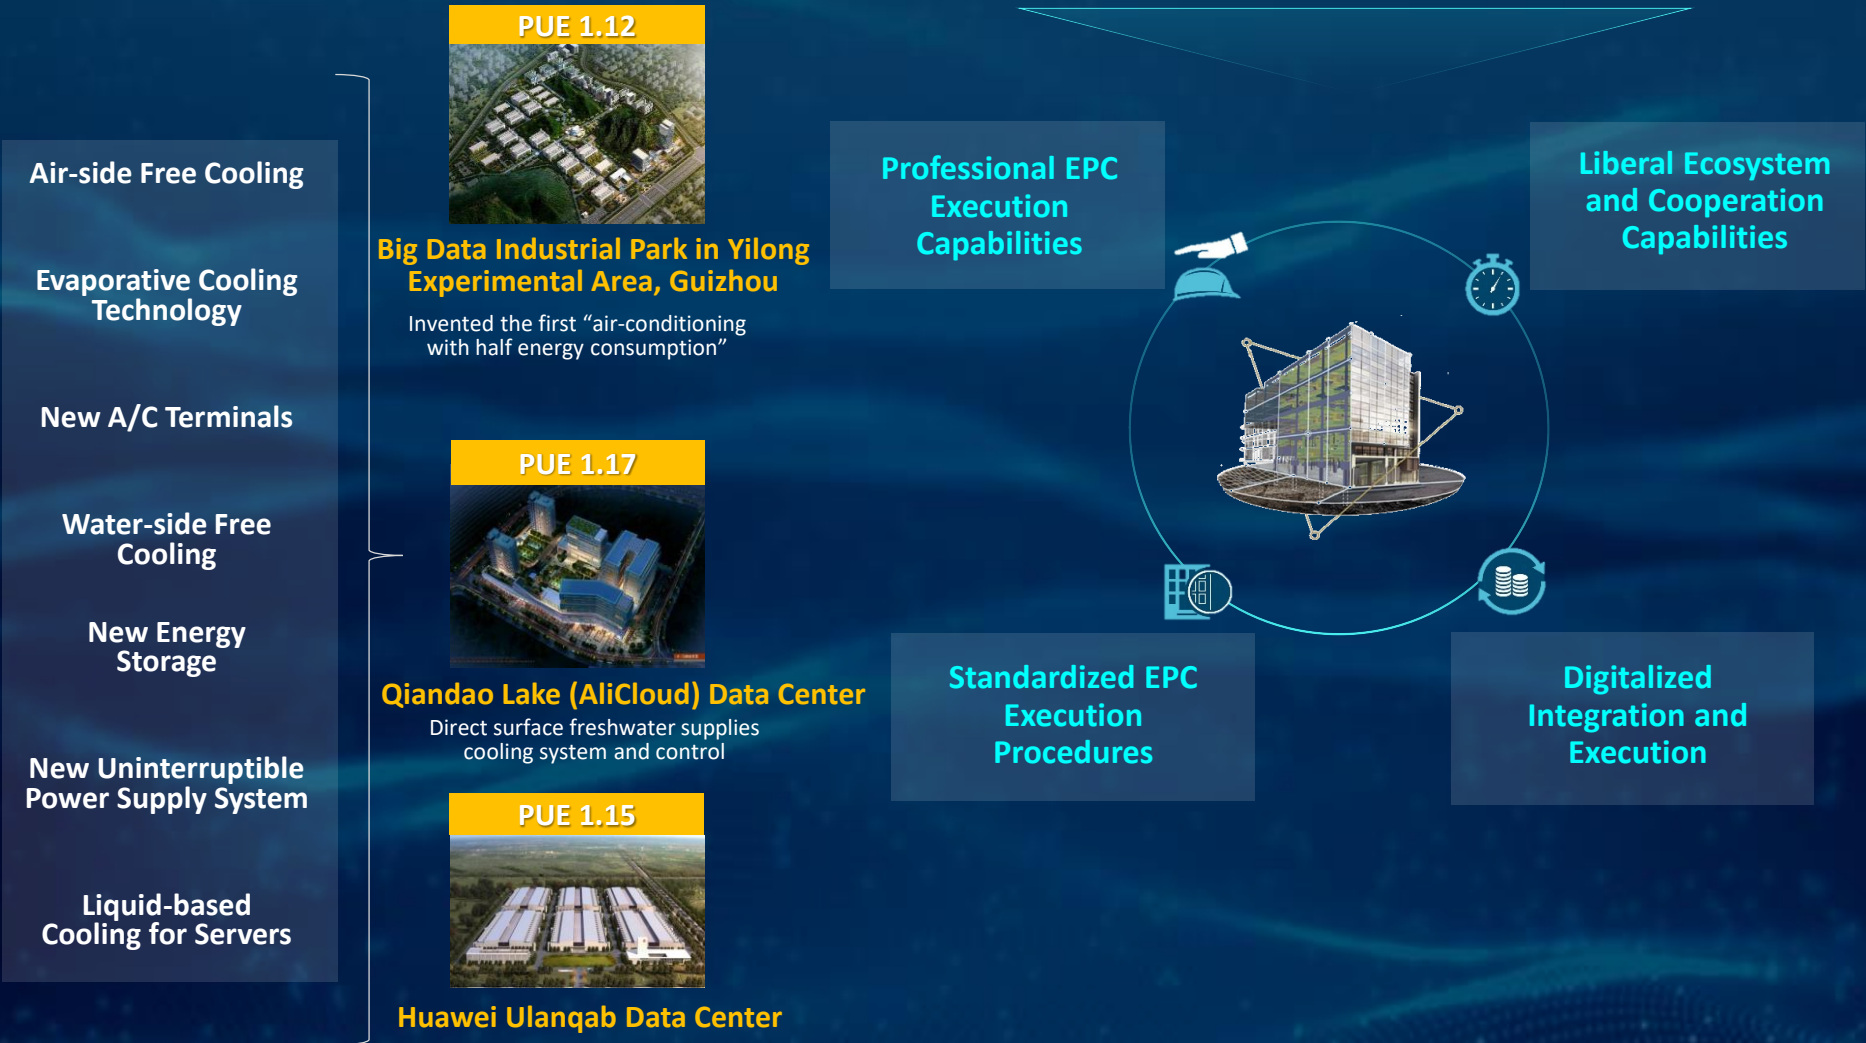 Air-side Free Cooling
Evaporative Cooling
Technology
New A/C Terminals
Water-side Free
Cooling
New Energy
Storage
New Uninterruptible
Power Supply System
Liquid-based
Cooling for Servers
PUE 1.12
Big Data Industrial Park in Yilong
Experimental Area, Guizhou
Invented the first “air-conditioning
with half energy consumption”
PUE 1.17
Qiandao Lake (AliCloud) Data Center
Direct surface freshwater supplies
cooling system and control
PUE 1.15
Huawei Ulanqab Data Center
Professional EPC
Execution
Capabilities
Liberal Ecosystem
and Cooperation
Capabilities
Standardized EPC
Execution
Procedures
Digitalized
Integration and
Execution